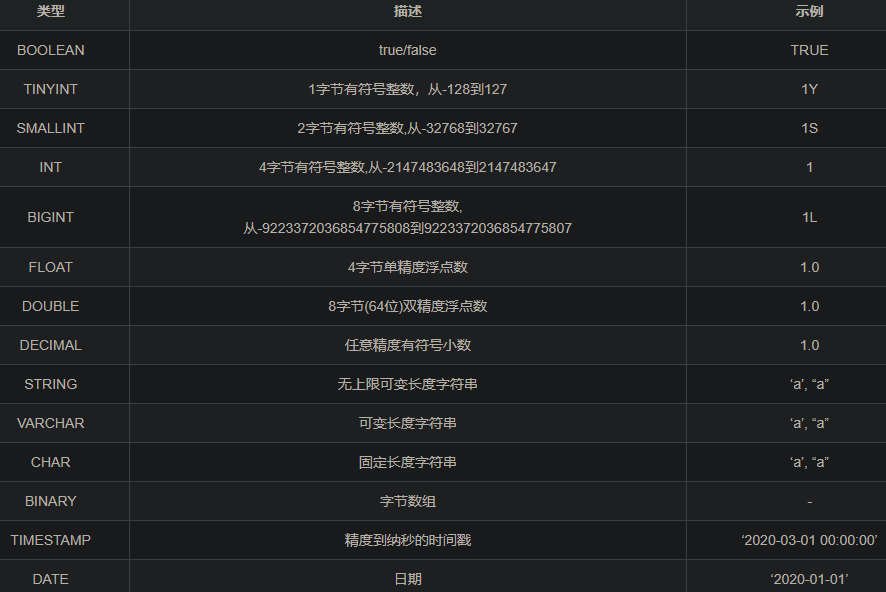 类型 描述 示例
BOOLEAN true/false TRUE
TINYINT 1字节有符号整数，从-128到127 1Y
SMALLINT 2字节有符号整数,从-32768到32767 1S
INT 4字节有符号整数,从-2147483648到2147483647 1
8字节有符号整数,
BIGINT 从-9223372036854775808到9223372036854775807 1L
FLOAT 4字节单精度浮点数 1.0
DOUBLE 8字节(64位)双精度浮点数 1.0
DECIMAL 任意精度有符号小数 1.0
STRING 无上限可变长度字符串 ‘a’, “a”
VARCHAR 可变长度字符串 ‘a’, “a”
CHAR 固定长度字符串 ‘a’, “a”
BINARY 字节数组 -
TIMESTAMP 精度到纳秒的时间戳 ‘2020-03-01 00:00:00’
DATE 日期 ‘2020-01-01’